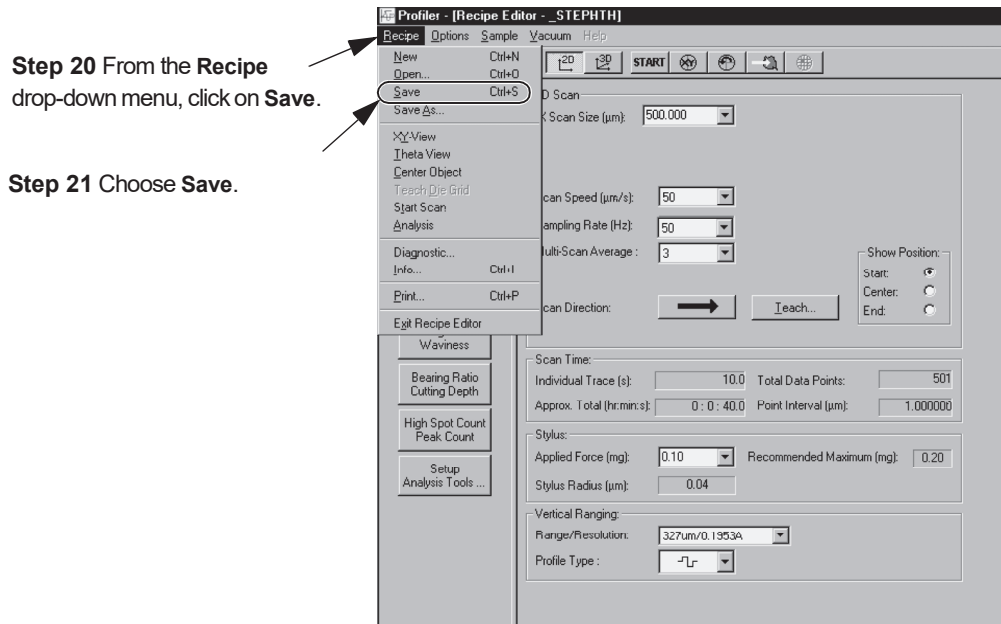 Profiler - [Recipe Editor - _STEPHTH]
Recipe Options Sample Vacuum Help
Step 20 From the Recipe
drop-down menu, click on Save.
Step 21 Choose Save.
New Ctrl+N
Open... Ctrl+O
Save Ctrl+S
Save As...
XY-View
Theta View
Center Object
Teach Die Grid
Start Scan
Analysis
Diagnostic...
Info... Ctrl+I
Print... Ctrl+P
Exit Recipe Editor
2D 3D START XY
D Scan
X Scan Size (µm): 500.000
can Speed (µm/s): 50
ampling Rate (Hz): 50
ulti-Scan Average : 3
can Direction: Teach...
Show Position:
Start:
Center:
End:
Waviness
Bearing Ratio
Cutting Depth
High Spot Count
Peak Count
Setup
Analysis Tools ...
Scan Time:
Individual Trace (s): 10.0 Total Data Points: 501
Approx. Total (hr:min:s): 0 : 0 : 40.0 Point Interval (µm): 1.000000
Stylus:
Applied Force (mg): 0.10 Recommended Maximum (mg): 0.20
Stylus Radius (µm): 0.04
Vertical Ranging:
Range/Resolution: 327um/0.1953A
Profile Type :